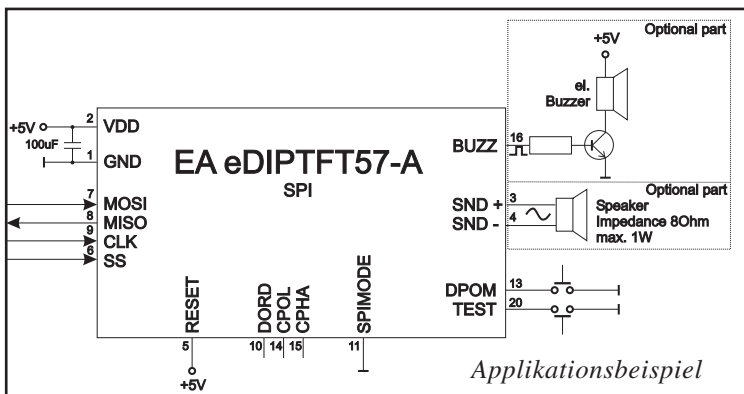 Optional part
+5V
el.
Buzzer
2
VDD
+5V
100uF
1
GND
EA eDIPTFT57-A
SPI
BUZZ
16
7
MOSI
8
MISO
9
CLK
6
SS
Optional part
SND +
3
SND -
4
Speaker
Impedance 8Ohm
max. 1W
DPOM
13
TEST
20
RESET
DORD
CPOL
CPHA
SPIMODE
5
10
14
15
11
+5V
Applikationsbeispiel